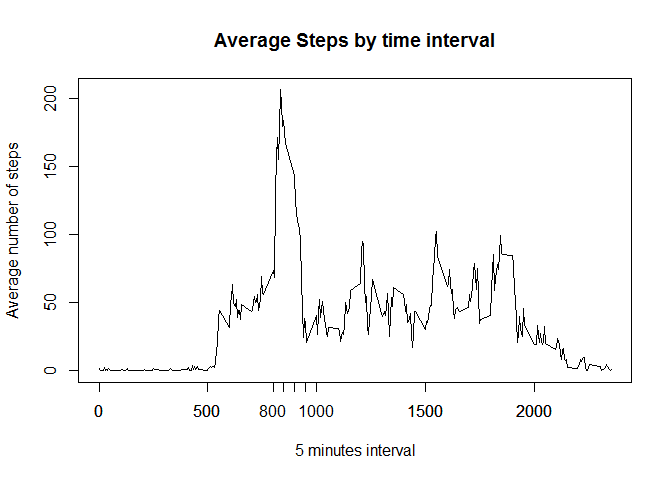 Average Steps by time interval
Average number of steps
200
150
100
50
0
0 500 800 1000 1500 2000
5 minutes interval